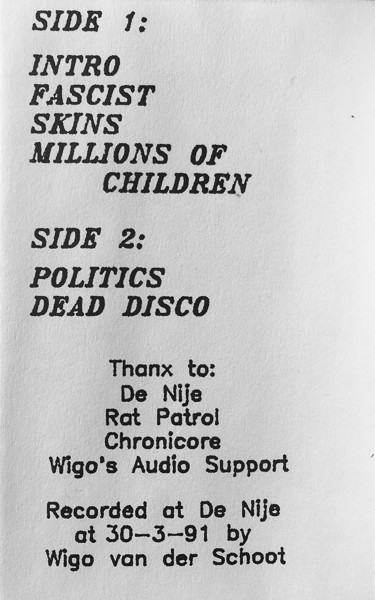 SIDE 1:
INTRO
FASCIST
SKINS
MILLIONS OF
CHILDREN
SIDE 2:
POLITICS
DEAD DISCO
Thanx to:
De Nije
Rat Patrol
Chronicore
Wigo's Audio Support
Recorded at De Nije
at 30-3-91 by
Wigo van der Schoot